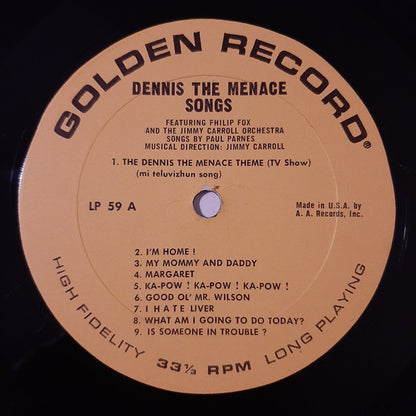 GOLDEN RECORD®
DENNIS THE MENACE
SONGS
FEATURING PHILIP FOX
AND THE JIMMY CARROLL ORCHESTRA
SONGS BY PAUL PARNES
MUSICAL DIRECTION: JIMMY CARROLL
1. THE DENNIS THE MENACE THEME (TV Show)
(mi teluvizhun song)
LP 59 A
Made in U.S.A. by
A. A. Records, Inc.
2. I'M HOME !
3. MY MOMMY AND DADDY
4. MARGARET
5. KA-POW ! KA-POW ! KA-POW !
6. GOOD OL' MR. WILSON
7. I HATE LIVER
8. WHAT AM I GOING TO DO TODAY?
9. IS SOMEONE IN TROUBLE ?
HIGH FIDELITY 33⅓ RPM LONG PLAYING